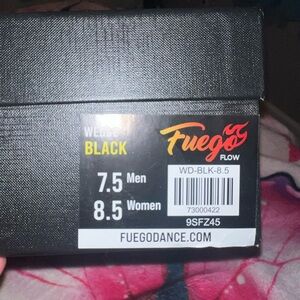 BLACK
Fuego
FLOW
7.5 Men
8.5 Women
WD-BLK-8.5
73000422
9SFZ45
FUEGODANCE.COM